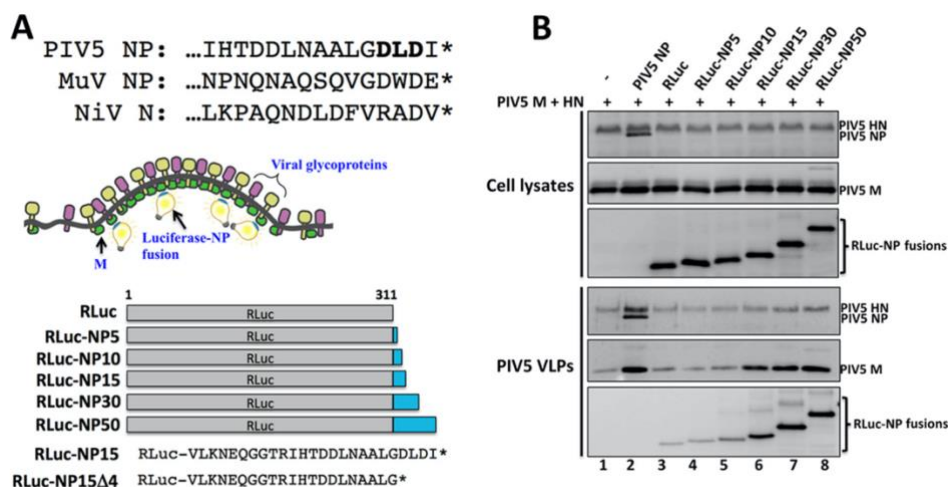 A
PIV5 NP: …IHTDDLNAALGDLDI*
MuV NP: …NPNQNAQSQVGDWDE*
NiV N: …LKPAQNDLDFVRADV*
Viral glycoproteins
Luciferase-NP
fusion
M
1 311
RLuc RLuc
RLuc-NP5 RLuc
RLuc-NP10 RLuc
RLuc-NP15 RLuc
RLuc-NP30 RLuc
RLuc-NP50 RLuc
RLuc-NP15 RLuc-VLKNEQGGTRIHTDDLNAALGDLDI*
RLuc-NP15Δ4 RLuc-VLKNEQGGTRIHTDDLNAALG*
B
- PIV5 NP RLuc RLuc-NP5 RLuc-NP10 RLuc-NP15 RLuc-NP30 RLuc-NP50
PIV5 M + HN + + + + + + + +
PIV5 HN
PIV5 NP
Cell lysates
PIV5 M
RLuc-NP fusions
PIV5 HN
PIV5 NP
PIV5 VLPs
PIV5 M
RLuc-NP fusions
1 2 3 4 5 6 7 8